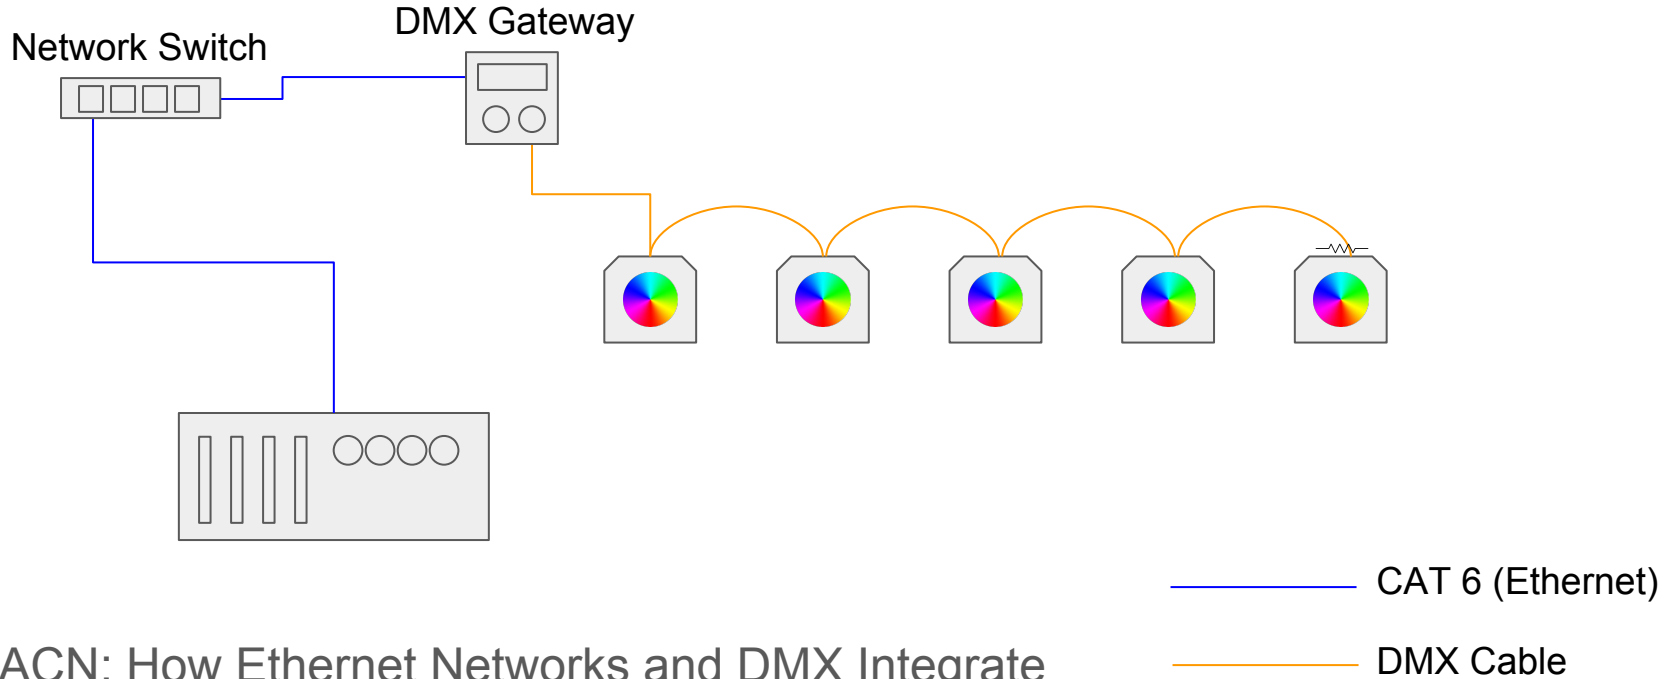 DMX Gateway
Network Switch
CAT 6 (Ethernet)
ACN: How Ethernet Networks and DMX Integrate
DMX Cable